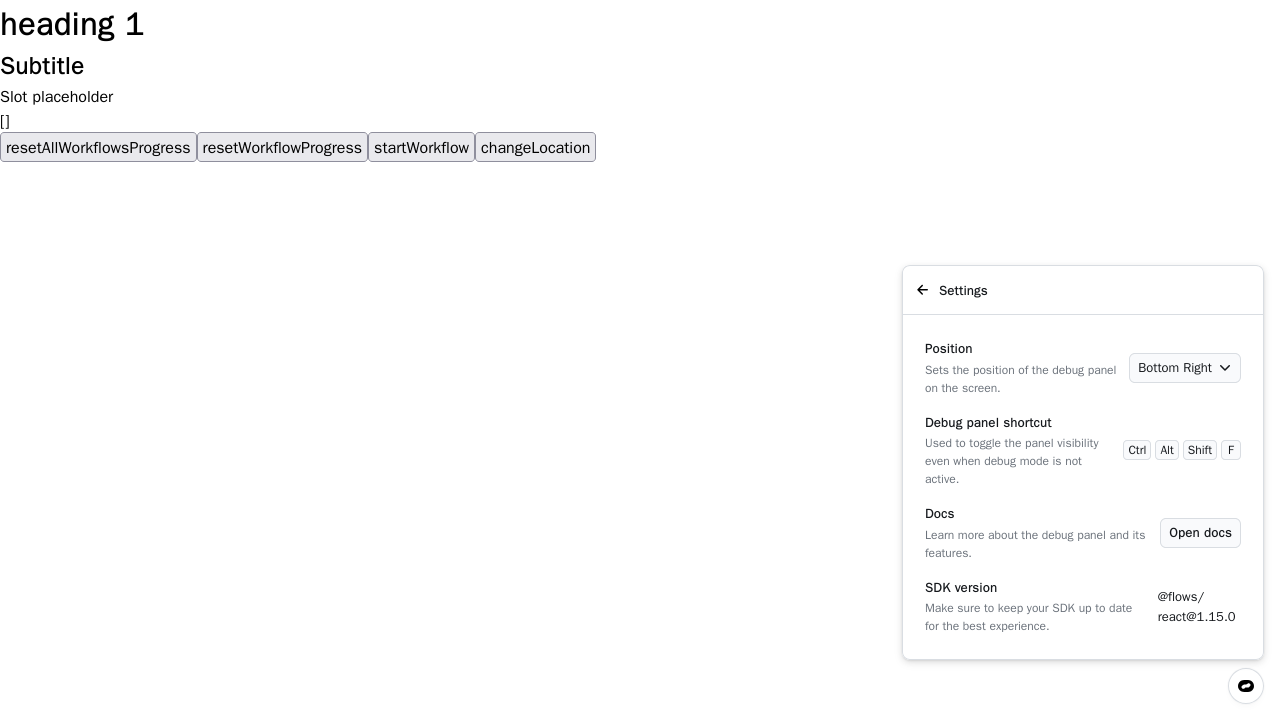 heading 1
Subtitle
Slot placeholder
[]
resetAllWorkflowsProgress resetWorkflowProgress startWorkflow changeLocation
Settings
Position
Sets the position of the debug panel
on the screen.
Bottom Right
Debug panel shortcut
Used to toggle the panel visibility
even when debug mode is not
active.
Ctrl Alt Shift F
Docs
Learn more about the debug panel and its
features.
Open docs
SDK version
Make sure to keep your SDK up to date
for the best experience.
@flows/
react@1.15.0